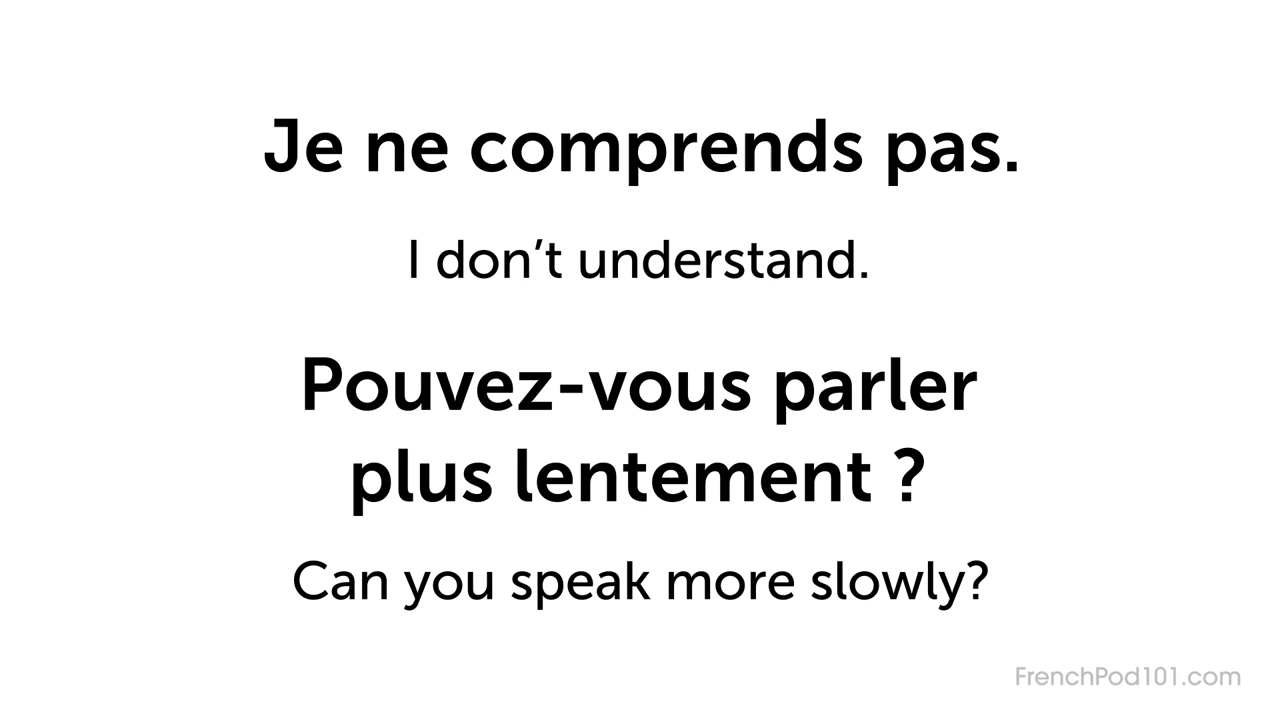 Je ne comprends pas.
I don’t understand.
Pouvez-vous parler
plus lentement ?
Can you speak more slowly?
FrenchPod101.com